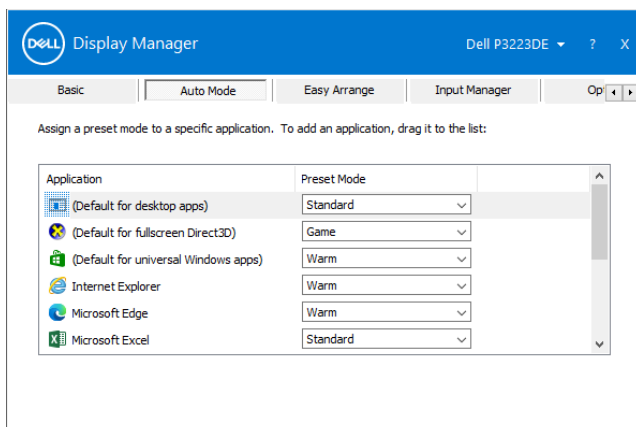 DELL Display Manager Dell P3223DE ? X
Basic Auto Mode Easy Arrange Input Manager
Assign a preset mode to a specific application. To add an application, drag it to the list:
Application Preset Mode
(Default for desktop apps) Standard
(Default for fullscreen Direct3D) Game
(Default for universal Windows apps) Warm
Internet Explorer Warm
Microsoft Edge Warm
Microsoft Excel Standard